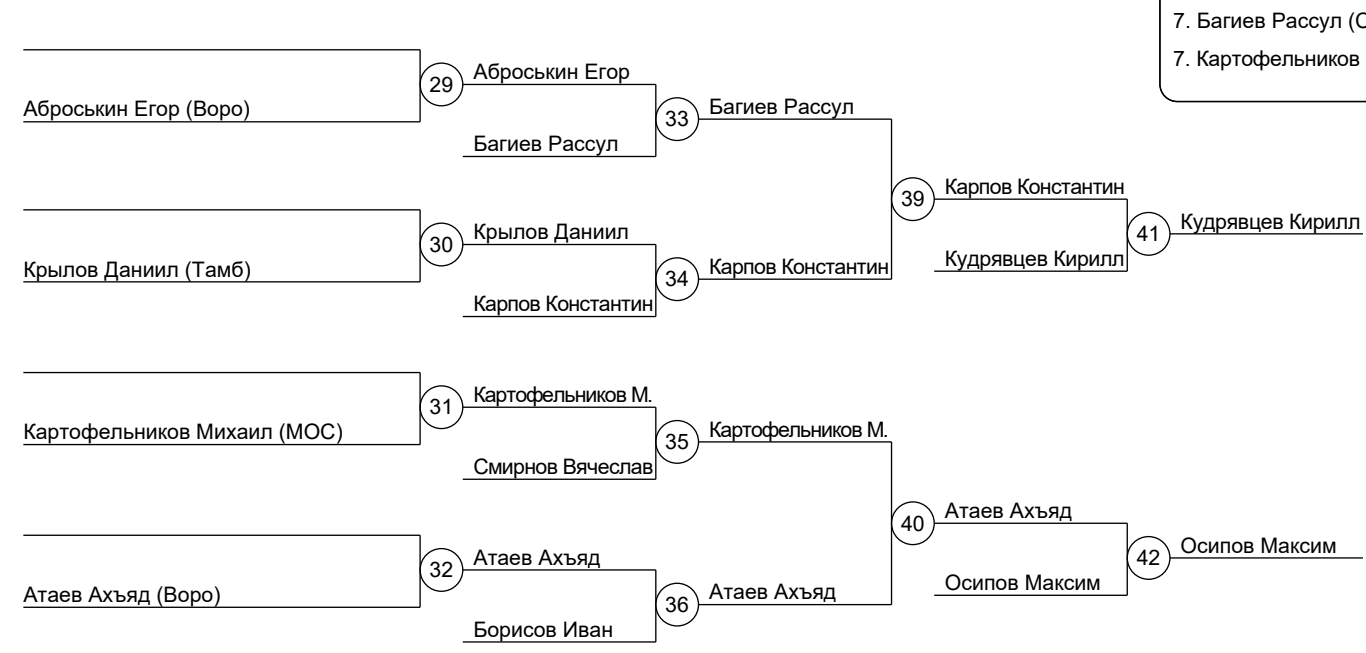 7. Багиев Рассул (С
7. Картофельников
Аброськин Егор (Воро)
29
Аброськин Егор
Багиев Рассул
33
Багиев Рассул
Крылов Даниил (Тамб)
30
Крылов Даниил
Карпов Константин
34
Карпов Константин
39
Карпов Константин
Кудрявцев Кирилл
41
Кудрявцев Кирилл
Картофельников Михаил (МОС)
31
Картофельников М.
Смирнов Вячеслав
35
Картофельников М.
Атаев Ахъяд (Воро)
32
Атаев Ахъяд
Борисов Иван
36
Атаев Ахъяд
40
Атаев Ахъяд
Осипов Максим
42
Осипов Максим